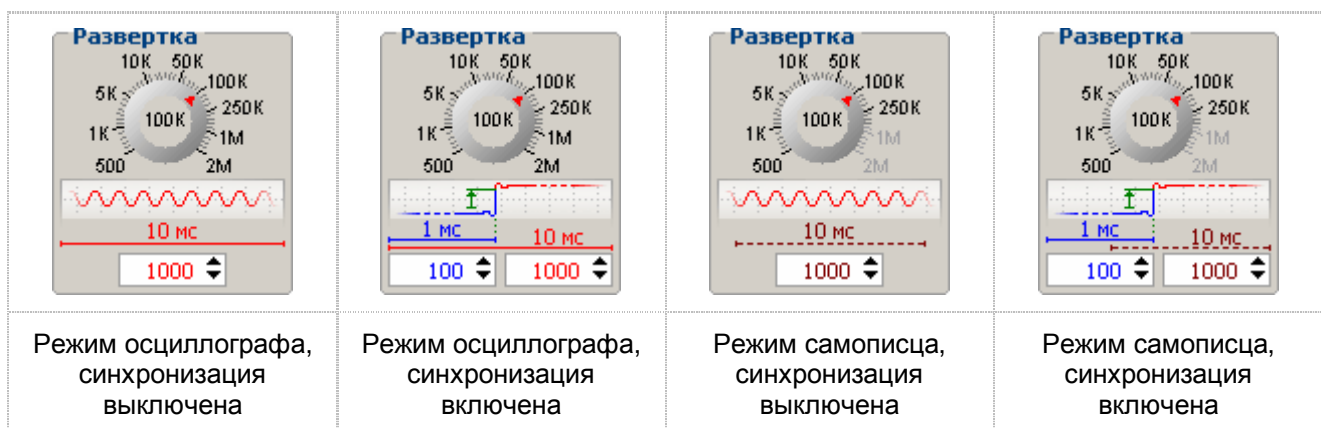 Развертка
10K 50K
5K 100K
100K 250K
1K 1M
500 2M
10 мс
1000
Развертка
10K 50K
5K 100K
100K 250K
1K 1M
500 2M
1 мс 10 мс
100 1000
Развертка
10K 50K
5K 100K
100K 250K
1K 1M
500 2M
10 мс
1000
Развертка
10K 50K
5K 100K
100K 250K
1K 1M
500 2M
1 мс 10 мс
100 1000
Режим осциллографа,
синхронизация
выключена
Режим осциллографа,
синхронизация
включена
Режим самописца,
синхронизация
выключена
Режим самописца,
синхронизация
включена